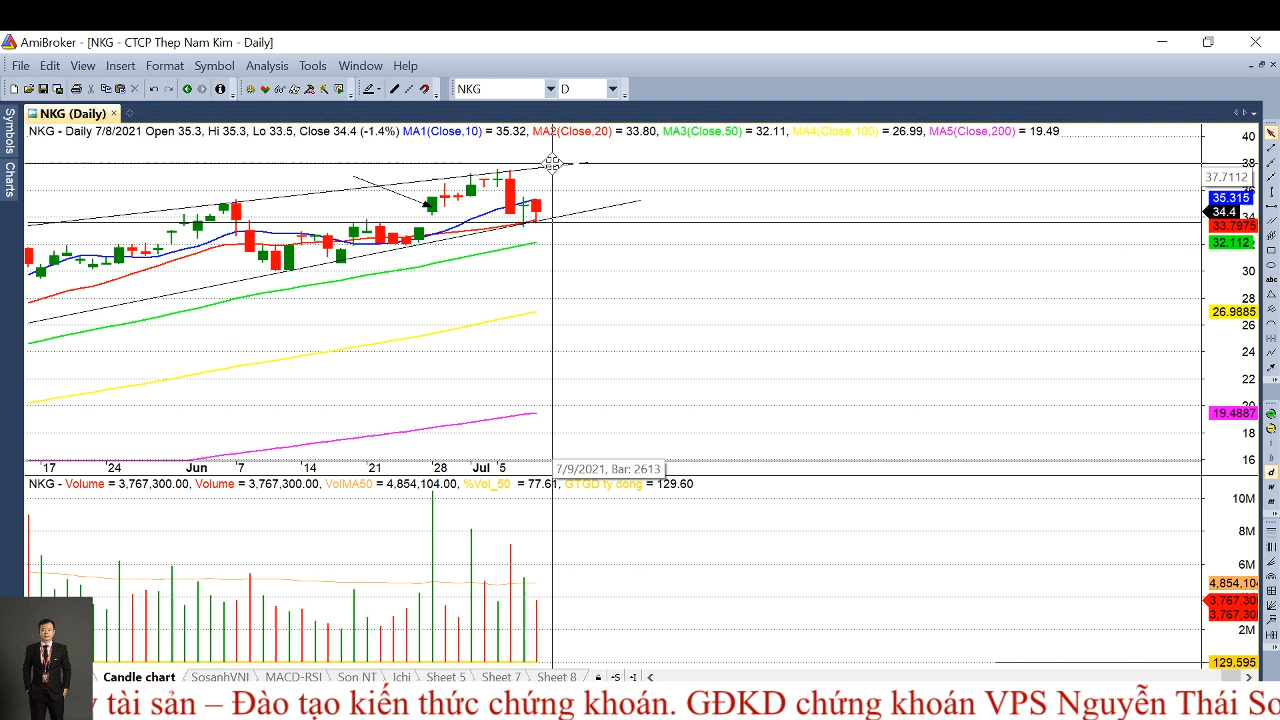 AmiBroker - [NKG - CTCP Thep Nam Kim - Daily]
File Edit View Insert Format Symbol Analysis Tools Window Help
NKG D
NKG (Daily)
Symbols
Charts
NKG - Daily 7/8/2021 Open 35.3, Hi 35.3, Lo 33.5, Close 34.4 (-1.4%) MA1(Close,10) = 35.32, MA2(Close,20) = 33.80, MA3(Close,50) = 32.11, MA4(Close,100) = 26.99, MA5(Close,200) = 19.49
40
38
37.7112
35.315
34.4
33.7975
32.112
30
28
26.9885
26
24
22
20
19.4887
18
16
17 24 Jun 7 14 21 28 Jul 5
7/9/2021, Bar: 2613
NKG - Volume = 3,767,300.00, Volume = 3,767,300.00, VolMA50 = 4,854,104.00, %Vol_50 = 77.61, GTGD ty dong = 129.60
10M
8M
6M
4,854,104
3,767,30
3,767,30
2M
129.595
Candle chart SosanhVNI MACD-RSI Son NT Ichi Sheet 5 Sheet 7 Sheet 8
tài sản – Đào tạo kiến thức chứng khoán. GĐKD chứng khoán VPS Nguyễn Thái So